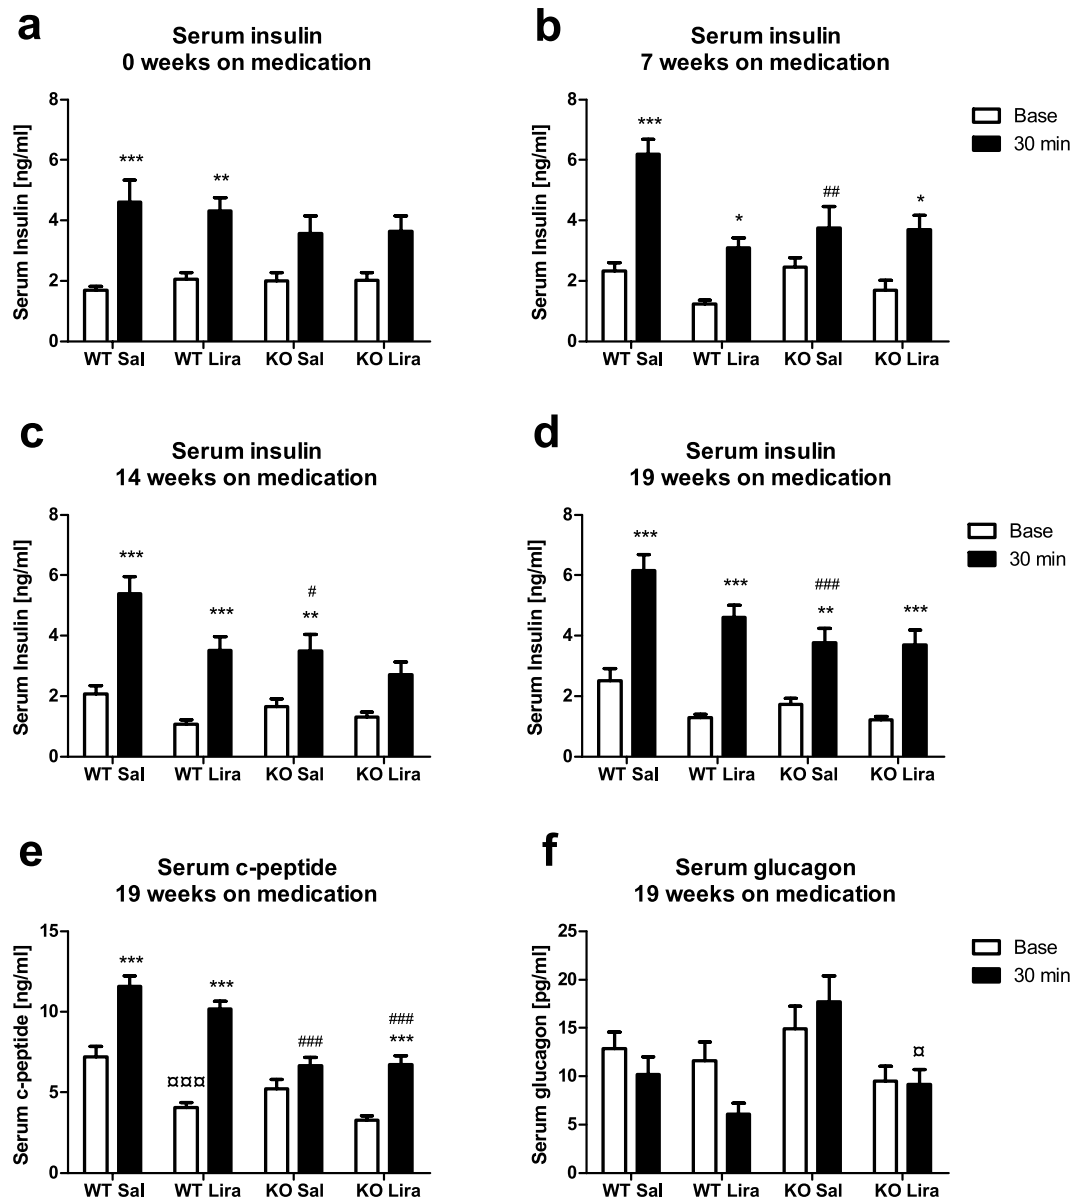 a
Serum insulin
0 weeks on medication
Serum Insulin [ng/ml]
8
6
4
2
0
***
**
WT Sal
WT Lira
KO Sal
KO Lira
b
Serum insulin
7 weeks on medication
Serum Insulin [ng/ml]
8
6
4
2
0
***
*
##
*
WT Sal
WT Lira
KO Sal
KO Lira
Base
30 min
c
Serum insulin
14 weeks on medication
Serum Insulin [ng/ml]
8
6
4
2
0
***
***
#
**
WT Sal
WT Lira
KO Sal
KO Lira
d
Serum insulin
19 weeks on medication
Serum Insulin [ng/ml]
8
6
4
2
0
***
***
###
**
***
WT Sal
WT Lira
KO Sal
KO Lira
Base
30 min
e
Serum c-peptide
19 weeks on medication
Serum c-peptide [ng/ml]
15
10
5
0
***
¤¤¤
***
###
###
***
WT Sal
WT Lira
KO Sal
KO Lira
f
Serum glucagon
19 weeks on medication
Serum glucagon [pg/ml]
25
20
15
10
5
0
¤
WT Sal
WT Lira
KO Sal
KO Lira
Base
30 min